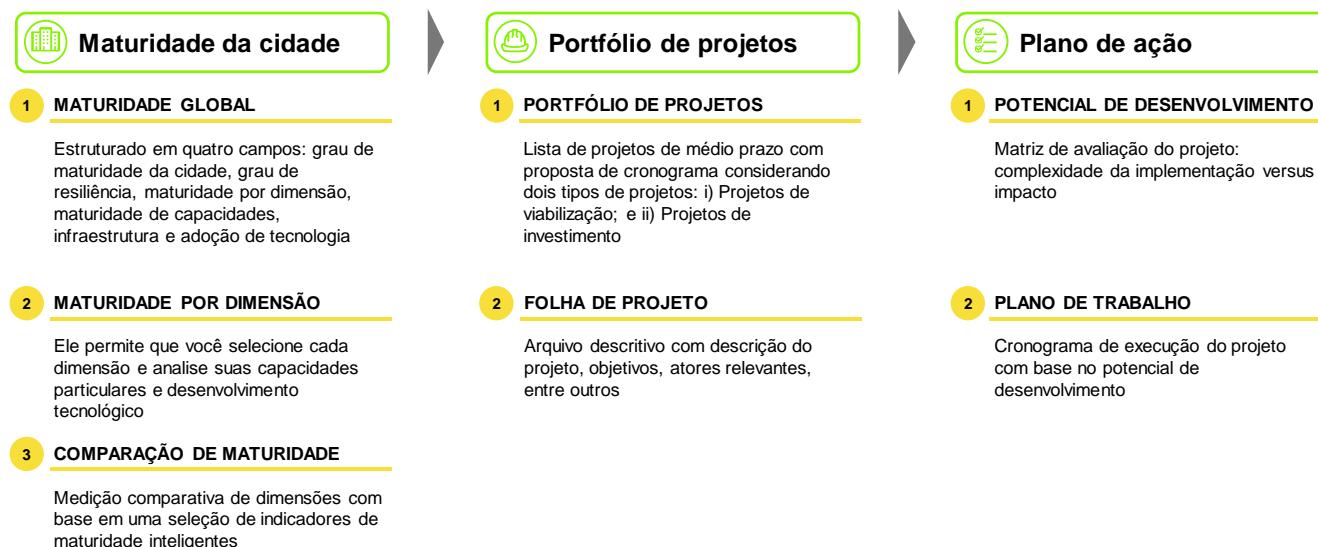 Maturidade da cidade
1 MATURIDADE GLOBAL
Estruturado em quatro campos: grau de
maturidade da cidade, grau de
resiliência, maturidade por dimensão,
maturidade de capacidades,
infraestrutura e adoção de tecnologia
2 MATURIDADE POR DIMENSÃO
Ele permite que você selecione cada
dimensão e analise suas capacidades
particulares e desenvolvimento
tecnológico
3 COMPARAÇÃO DE MATURIDADE
Medição comparativa de dimensões com
base em uma seleção de indicadores de
maturidade inteligentes
Portfólio de projetos
1 PORTFÓLIO DE PROJETOS
Lista de projetos de médio prazo com
proposta de cronograma considerando
dois tipos de projetos: i) Projetos de
viabilização; e ii) Projetos de
investimento
2 FOLHA DE PROJETO
Arquivo descritivo com descrição do
projeto, objetivos, atores relevantes,
entre outros
Plano de ação
1 POTENCIAL DE DESENVOLVIMENTO
Matriz de avaliação do projeto:
complexidade da implementação versus
impacto
2 PLANO DE TRABALHO
Cronograma de execução do projeto
com base no potencial de
desenvolvimento